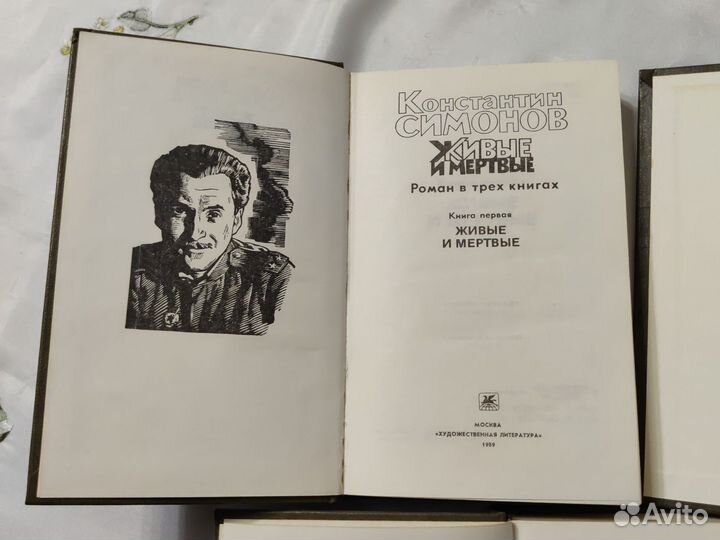 Константин
СИМОНОВ
ЖИВЫЕ
И МЕРТВЫЕ
Роман в трех книгах
Книга первая
ЖИВЫЕ
И МЕРТВЫЕ
МОСКВА
«ХУДОЖЕСТВЕННАЯ ЛИТЕРАТУРА»
1989
Avito